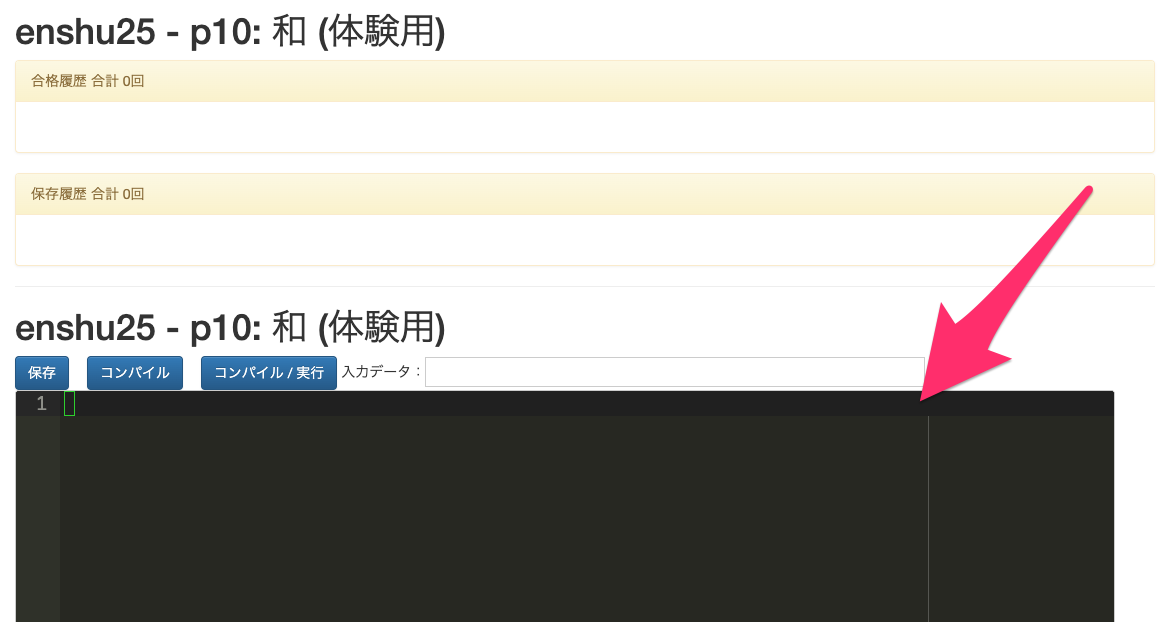 enshu25 - p10: 和 (体験用)
合格履歴 合計 0回
保存履歴 合計 0回
enshu25 - p10: 和 (体験用)
保存 コンパイル コンパイル / 実行 入力データ：
1